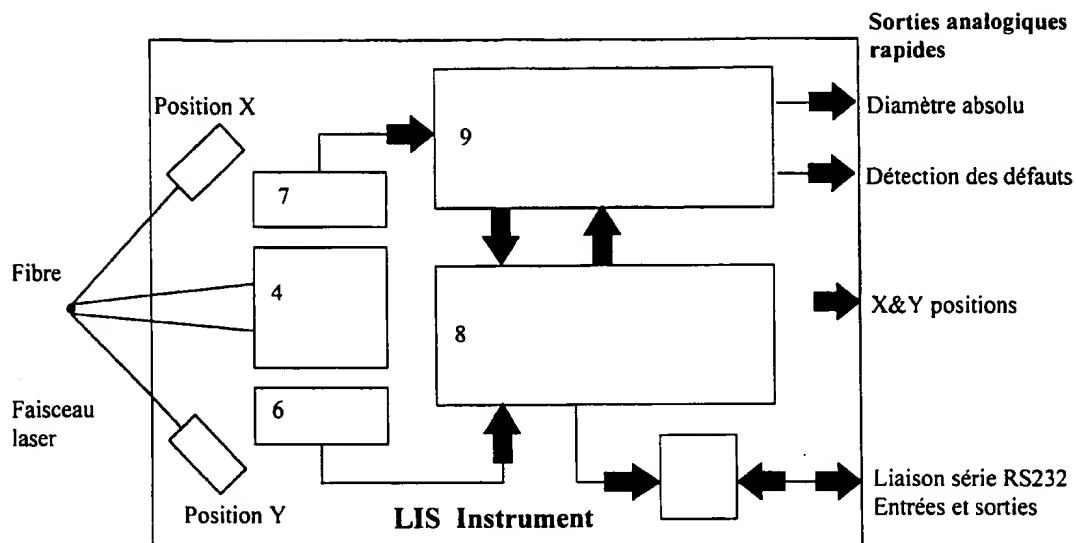 Sorties analogiques
rapides
Position X
Diamètre absolu
9
Détection des défauts
7
Fibre
4
X&Y positions
8
Faisceau
laser
6
Position Y
LIS Instrument
Liaison série RS232
Entrées et sorties